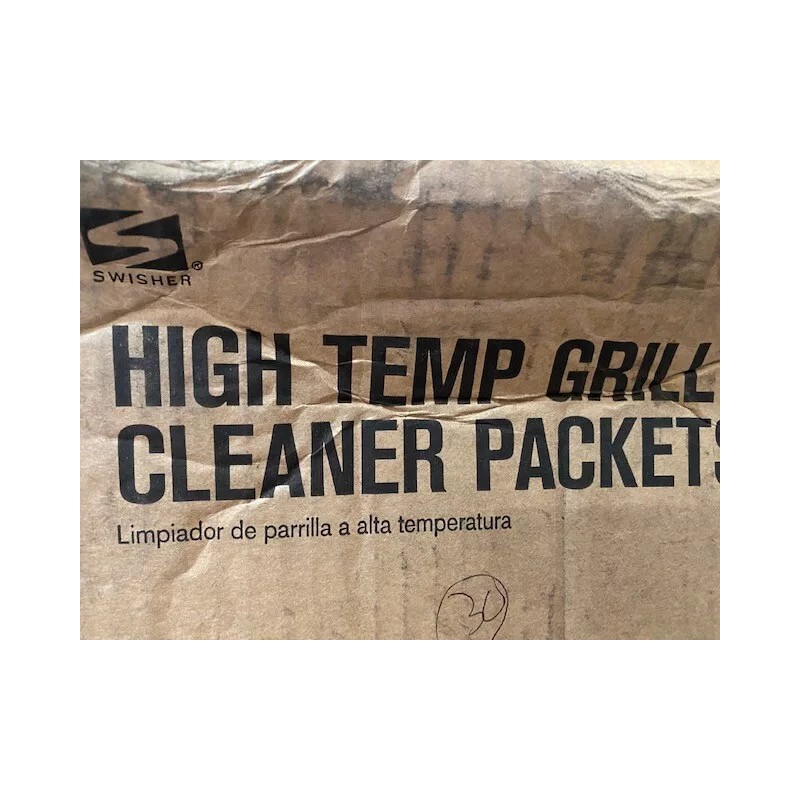 SWISHER®
HIGH TEMP GRILL
CLEANER PACKETS
Limpiador de parrilla a alta temperatura
30